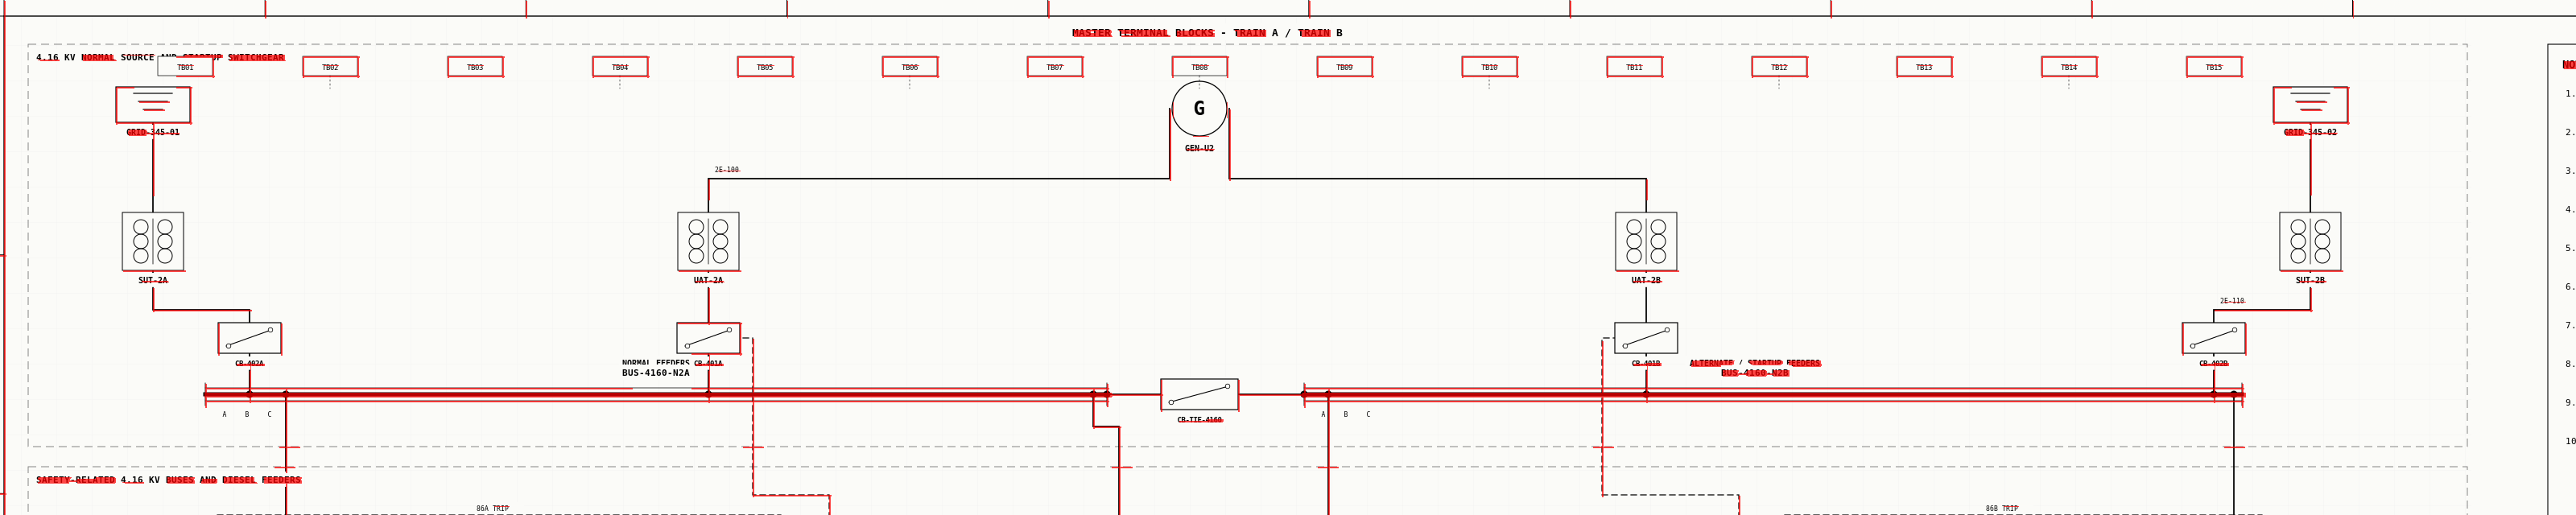 MASTER TERMINAL BLOCKS - TRAIN A / TRAIN B
4.16 KV NORMAL SOURCE AND STARTUP SWITCHGEAR
TB01 TB02 TB03 TB04 TB05 TB06 TB07 TB08 TB09 TB10 TB11 TB12 TB13 TB14 TB15
G
GRID-345-01
GRID-345-02
GEN-U2
2E-100
SUT-2A
UAT-2A
UAT-2B
SUT-2B
2E-110
CB-402A
NORMAL FEEDERS
CB-401A
CB-401B
ALTERNATE / STARTUP FEEDERS
CB-402B
BUS-4160-N2A
BUS-4160-N2B
A B C
CB-TIE-4160
A B C
SAFETY-RELATED 4.16 KV BUSES AND DIESEL FEEDERS
86A TRIP
86B TRIP
1.
2.
3.
4.
5.
6.
7.
8.
9.
10